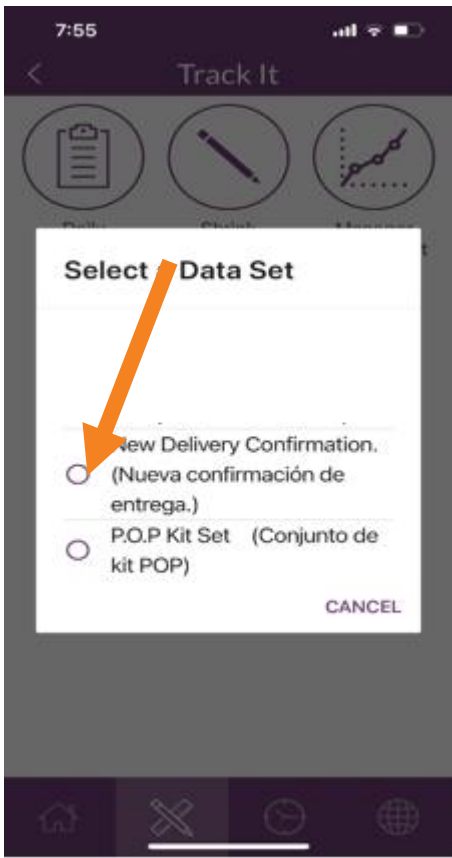 7:55
Track It
Select Data Set
New Delivery Confirmation.
(Nueva confirmación de
entrega.)
P.O.P Kit Set (Conjunto de
kit POP)
CANCEL